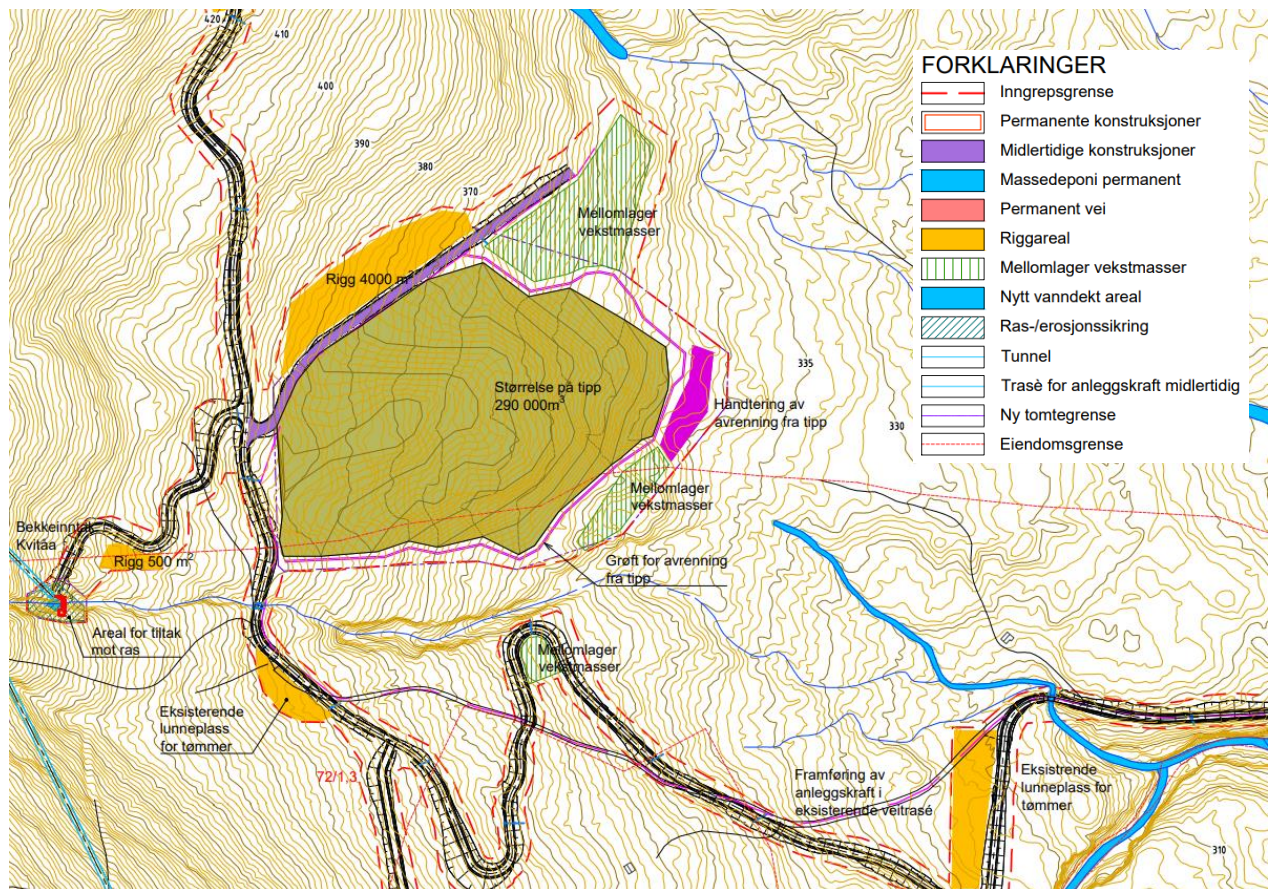 420
410
400
390
380
370
Mellomlager
vekstmasser
Rigg 4000 m²
Størrelse på tipp
290 000m³
335
Håndtering av
avrenning fra tipp
330
Mellomlager
vekstmasser
Bekkeinntak
Kvitåa
Rigg 500 m²
Grøft for avrenning
fra tipp
Areal for tiltak
mot ras
Mellomlager
vekstmasser
Eksisterende
lunneplass
for tømmer
72/1,3
Framføring av
anleggskraft i
eksisterende veitrasé
Eksistrende
lunneplass for
tømmer
310
FORKLARINGER
Inngrepsgrense
Permanente konstruksjoner
Midlertidige konstruksjoner
Massedeponi permanent
Permanent vei
Riggareal
Mellomlager vekstmasser
Nytt vanndekt areal
Ras-/erosjonssikring
Tunnel
Trasè for anleggskraft midlertidig
Ny tomtegrense
Eiendomsgrense